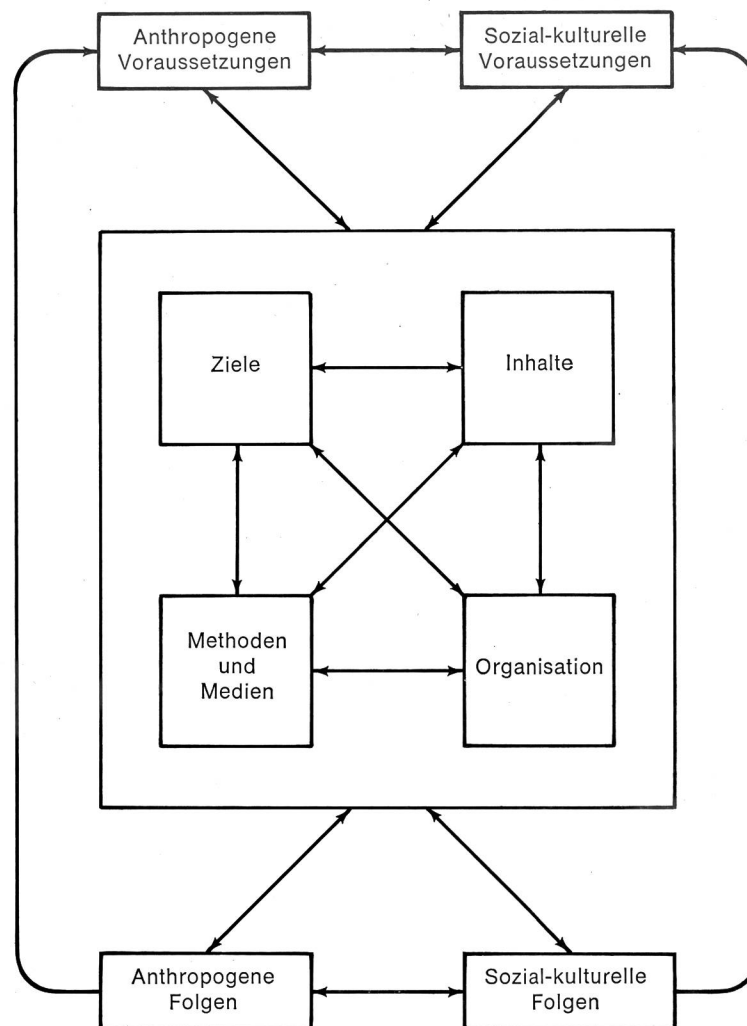 Anthropogene
Voraussetzungen
Sozial-kulturelle
Voraussetzungen
Ziele
Inhalte
Methoden
und
Medien
Organisation
Anthropogene
Folgen
Sozial-kulturelle
Folgen